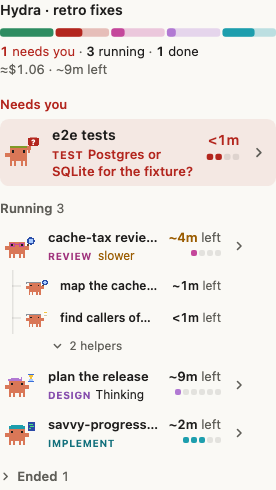 Hydra · retro fixes
1 needs you · 3 running · 1 done
≈$1.06 · ~9m left
Needs you
e2e tests
<1m
TEST Postgres or
SQLite for the fixture?
Running 3
cache-tax revie...
~4m left
REVIEW slower
map the cache...
~1m left
find callers of...
<1m left
2 helpers
plan the release
~9m left
DESIGN Thinking
savvy-progress...
~2m left
IMPLEMENT
Ended 1